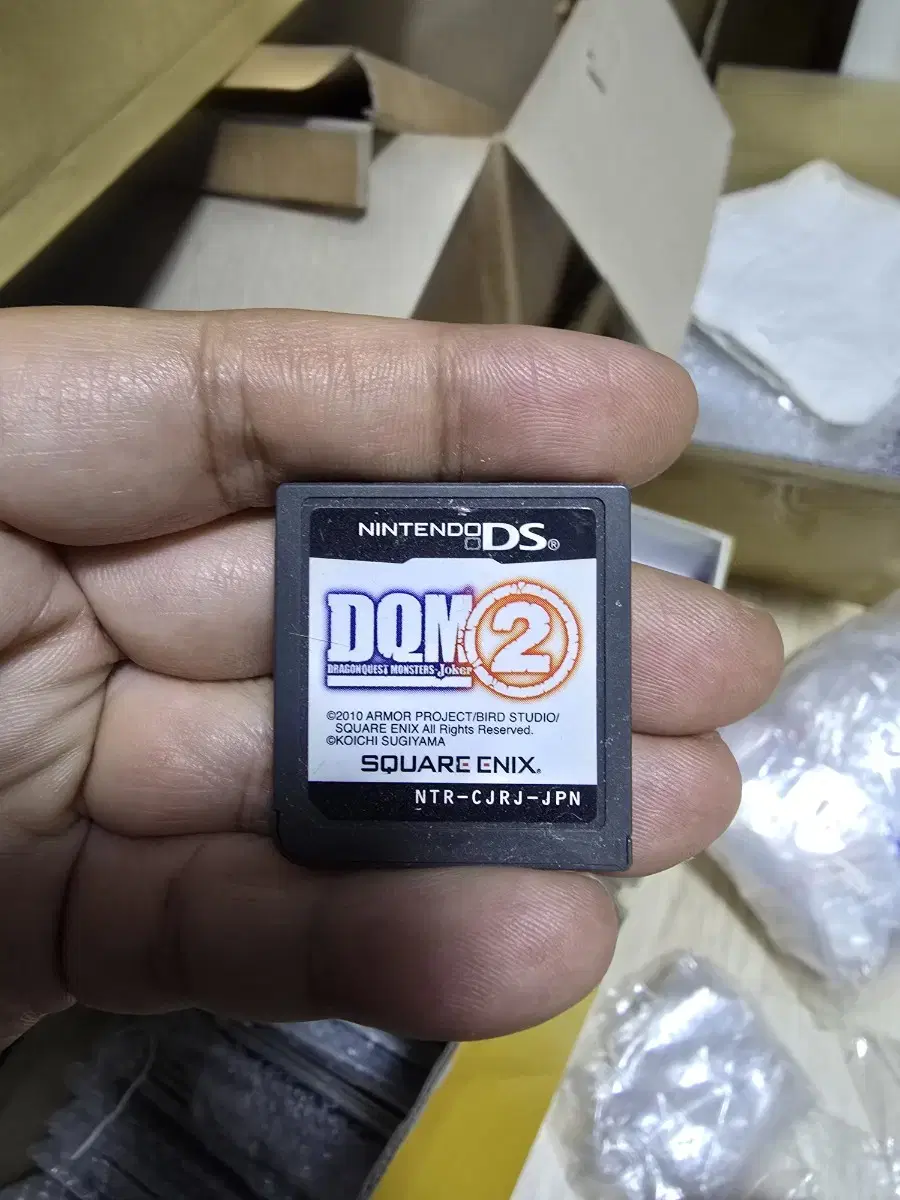 NINTENDO DS®
DQM 2
DRAGONQUEST MONSTERS-Joker
©2010 ARMOR PROJECT/BIRD STUDIO/
SQUARE ENIX All Rights Reserved.
©KOICHI SUGIYAMA
SQUARE ENIX®
NTR-CJRJ-JPN